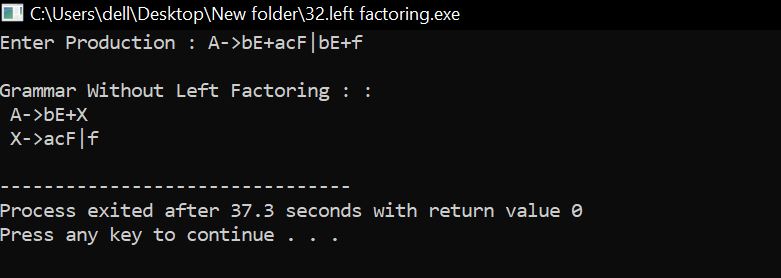 C:\Users\dell\Desktop\New folder\32.left factoring.exe
Enter Production : A->bE+acF|bE+f
Grammar Without Left Factoring : :
A->bE+X
X->acF|f
--------------------------------
Process exited after 37.3 seconds with return value 0
Press any key to continue . . .